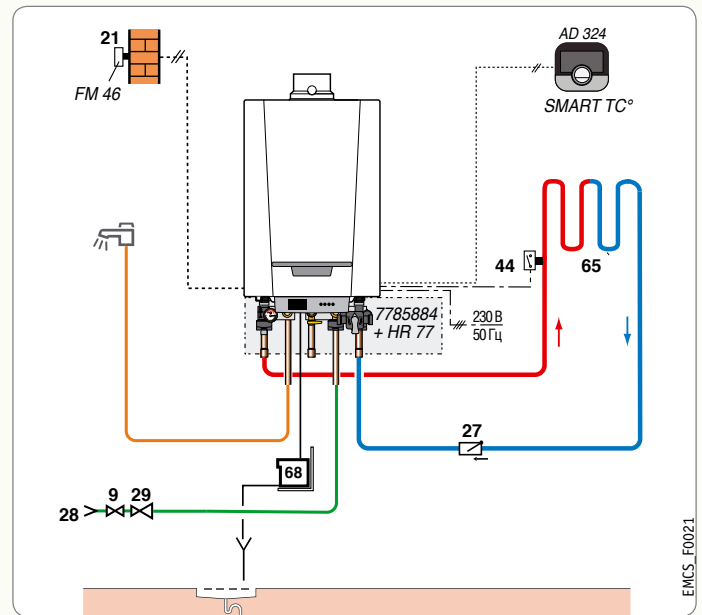 21
FM 46
AD 324
SMART TC°
44
65
7785884
+ HR 77
230 В
50 Гц
27
68
9
29
28
EMCS_F0021